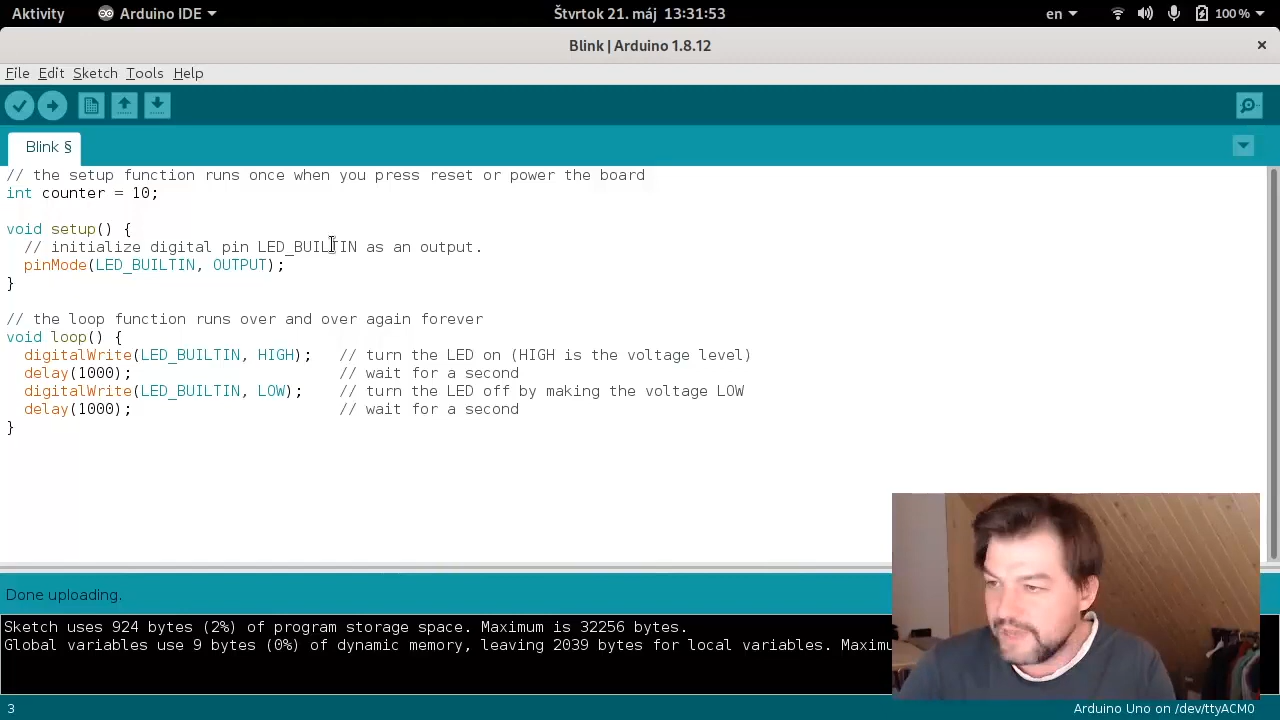 Aktivity Arduino IDE Štvrtok 21. máj 13:31:53 en 100 %
Blink | Arduino 1.8.12
File Edit Sketch Tools Help
Blink §
// the setup function runs once when you press reset or power the board
int counter = 10;
void setup() {
// initialize digital pin LED_BUILTIN as an output.
pinMode(LED_BUILTIN, OUTPUT);
}
// the loop function runs over and over again forever
void loop() {
digitalWrite(LED_BUILTIN, HIGH); // turn the LED on (HIGH is the voltage level)
delay(1000); // wait for a second
digitalWrite(LED_BUILTIN, LOW); // turn the LED off by making the voltage LOW
delay(1000); // wait for a second
}
Done uploading.
Sketch uses 924 bytes (2%) of program storage space. Maximum is 32256 bytes.
Global variables use 9 bytes (0%) of dynamic memory, leaving 2039 bytes for local variables. Maximu
3 Arduino Uno on /dev/ttyACM0